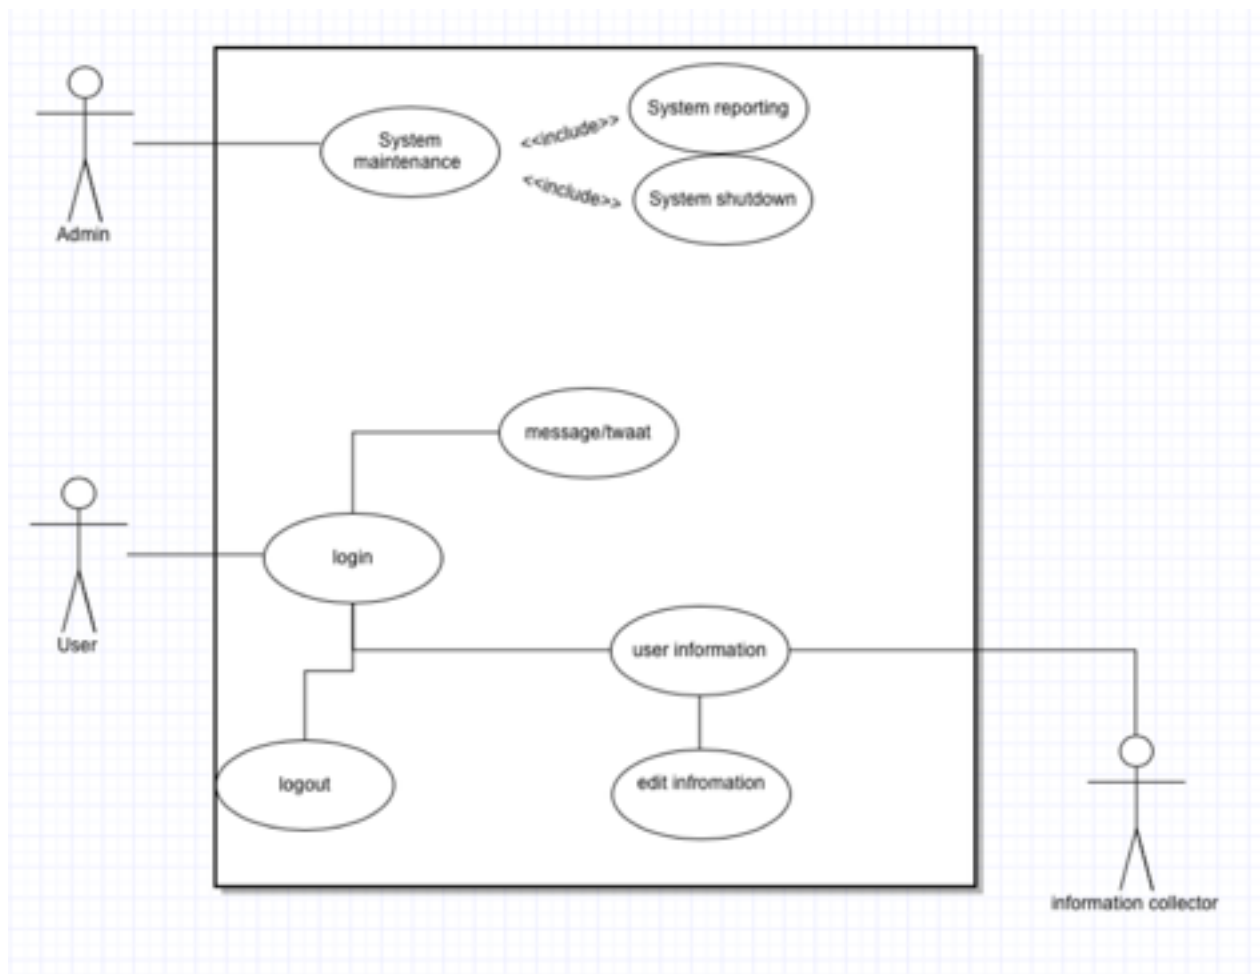 System reporting
<<include>>
System
maintenance
<<include>>
System shutdown
Admin
message/twaat
login
User
user information
edit infromation
logout
information collector